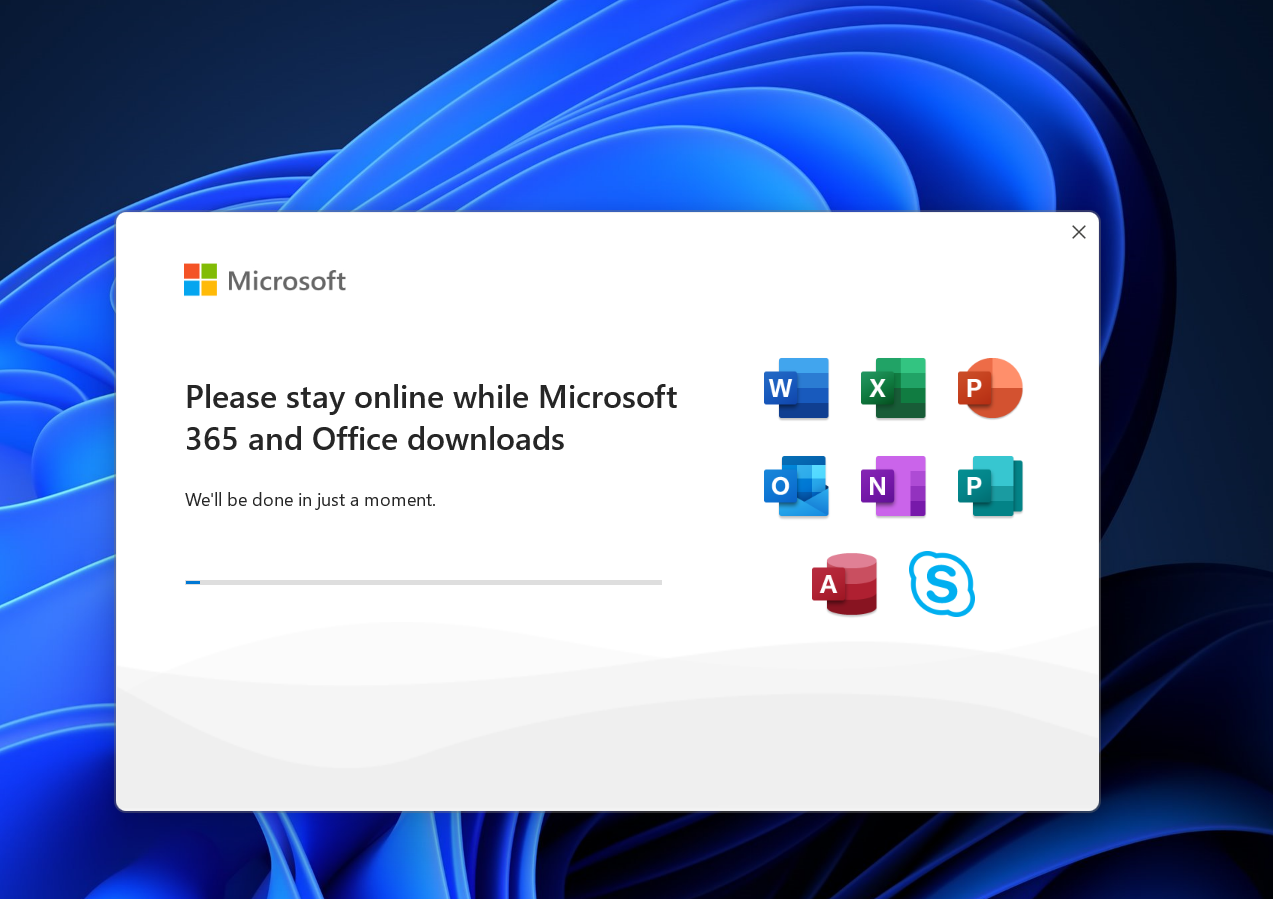 Microsoft
Please stay online while Microsoft
365 and Office downloads
We'll be done in just a moment.
W X P
O N P
A S